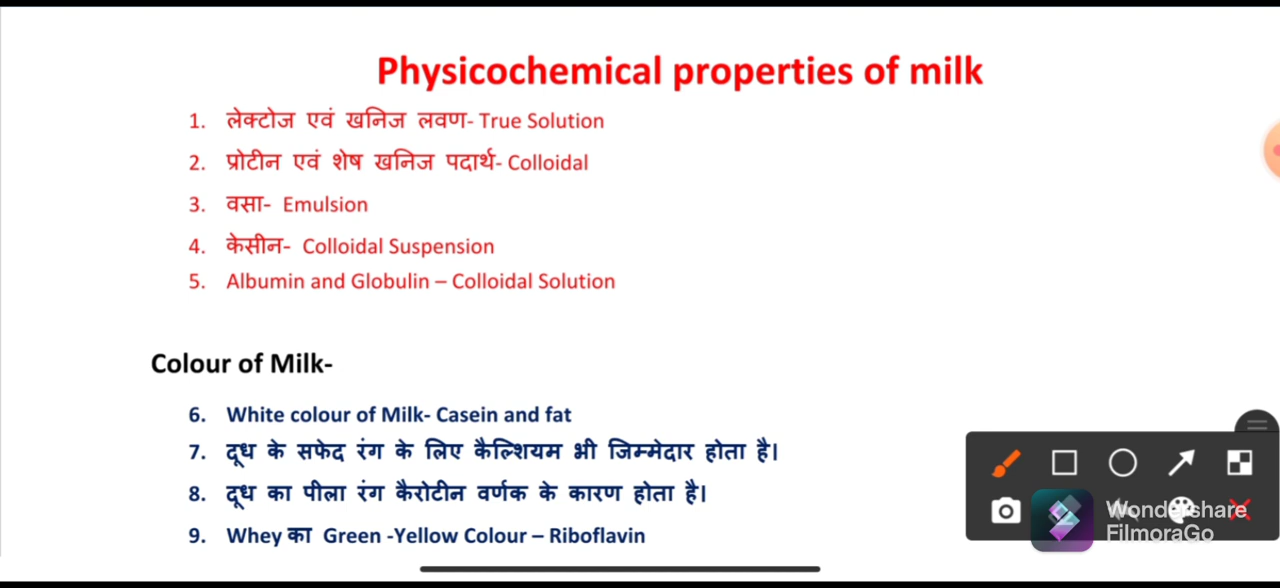 Physicochemical properties of milk
1. लेक्टोज एवं खनिज लवण- True Solution
2. प्रोटीन एवं शेष खनिज पदार्थ- Colloidal
3. वसा- Emulsion
4. केसीन- Colloidal Suspension
5. Albumin and Globulin – Colloidal Solution
Colour of Milk-
6. White colour of Milk- Casein and fat
7. दूध के सफेद रंग के लिए कैल्शियम भी जिम्मेदार होता है।
8. दूध का पीला रंग कैरोटीन वर्णक के कारण होता है।
9. Whey का Green -Yellow Colour – Riboflavin
Wondershare
FilmoraGo